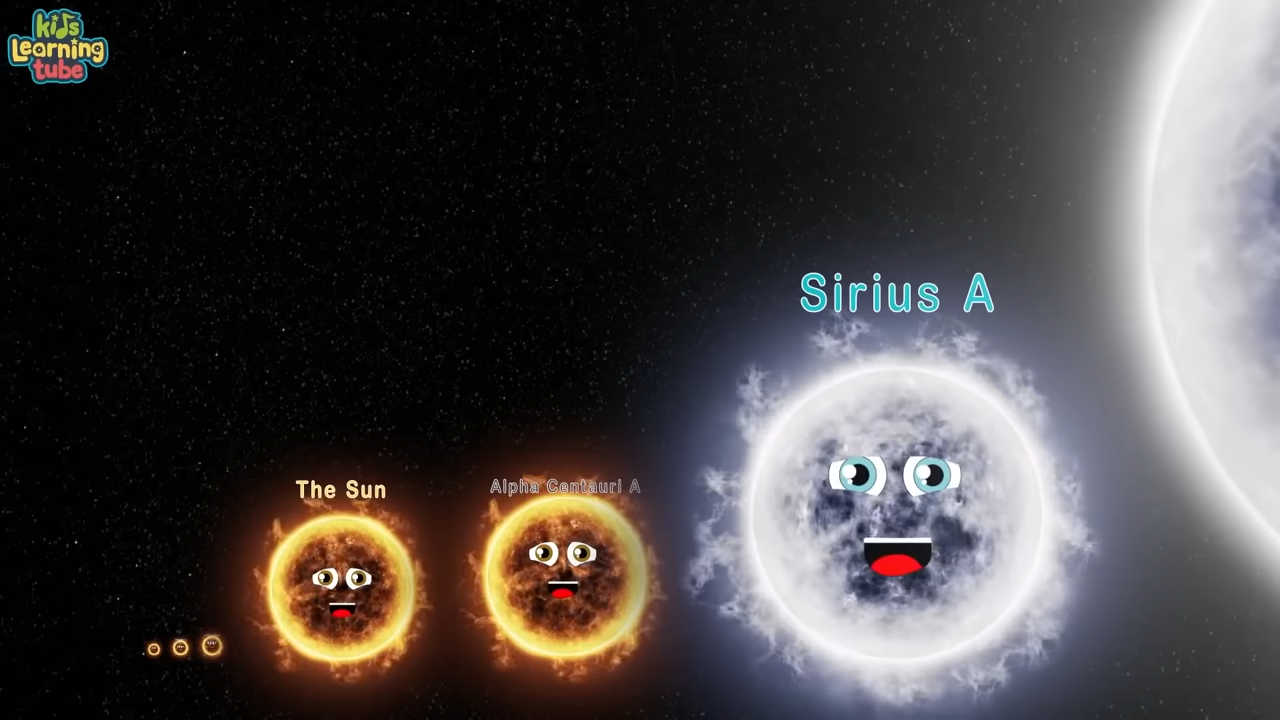 kids
Learning
tube
Sirius A
The Sun
Alpha Centauri A